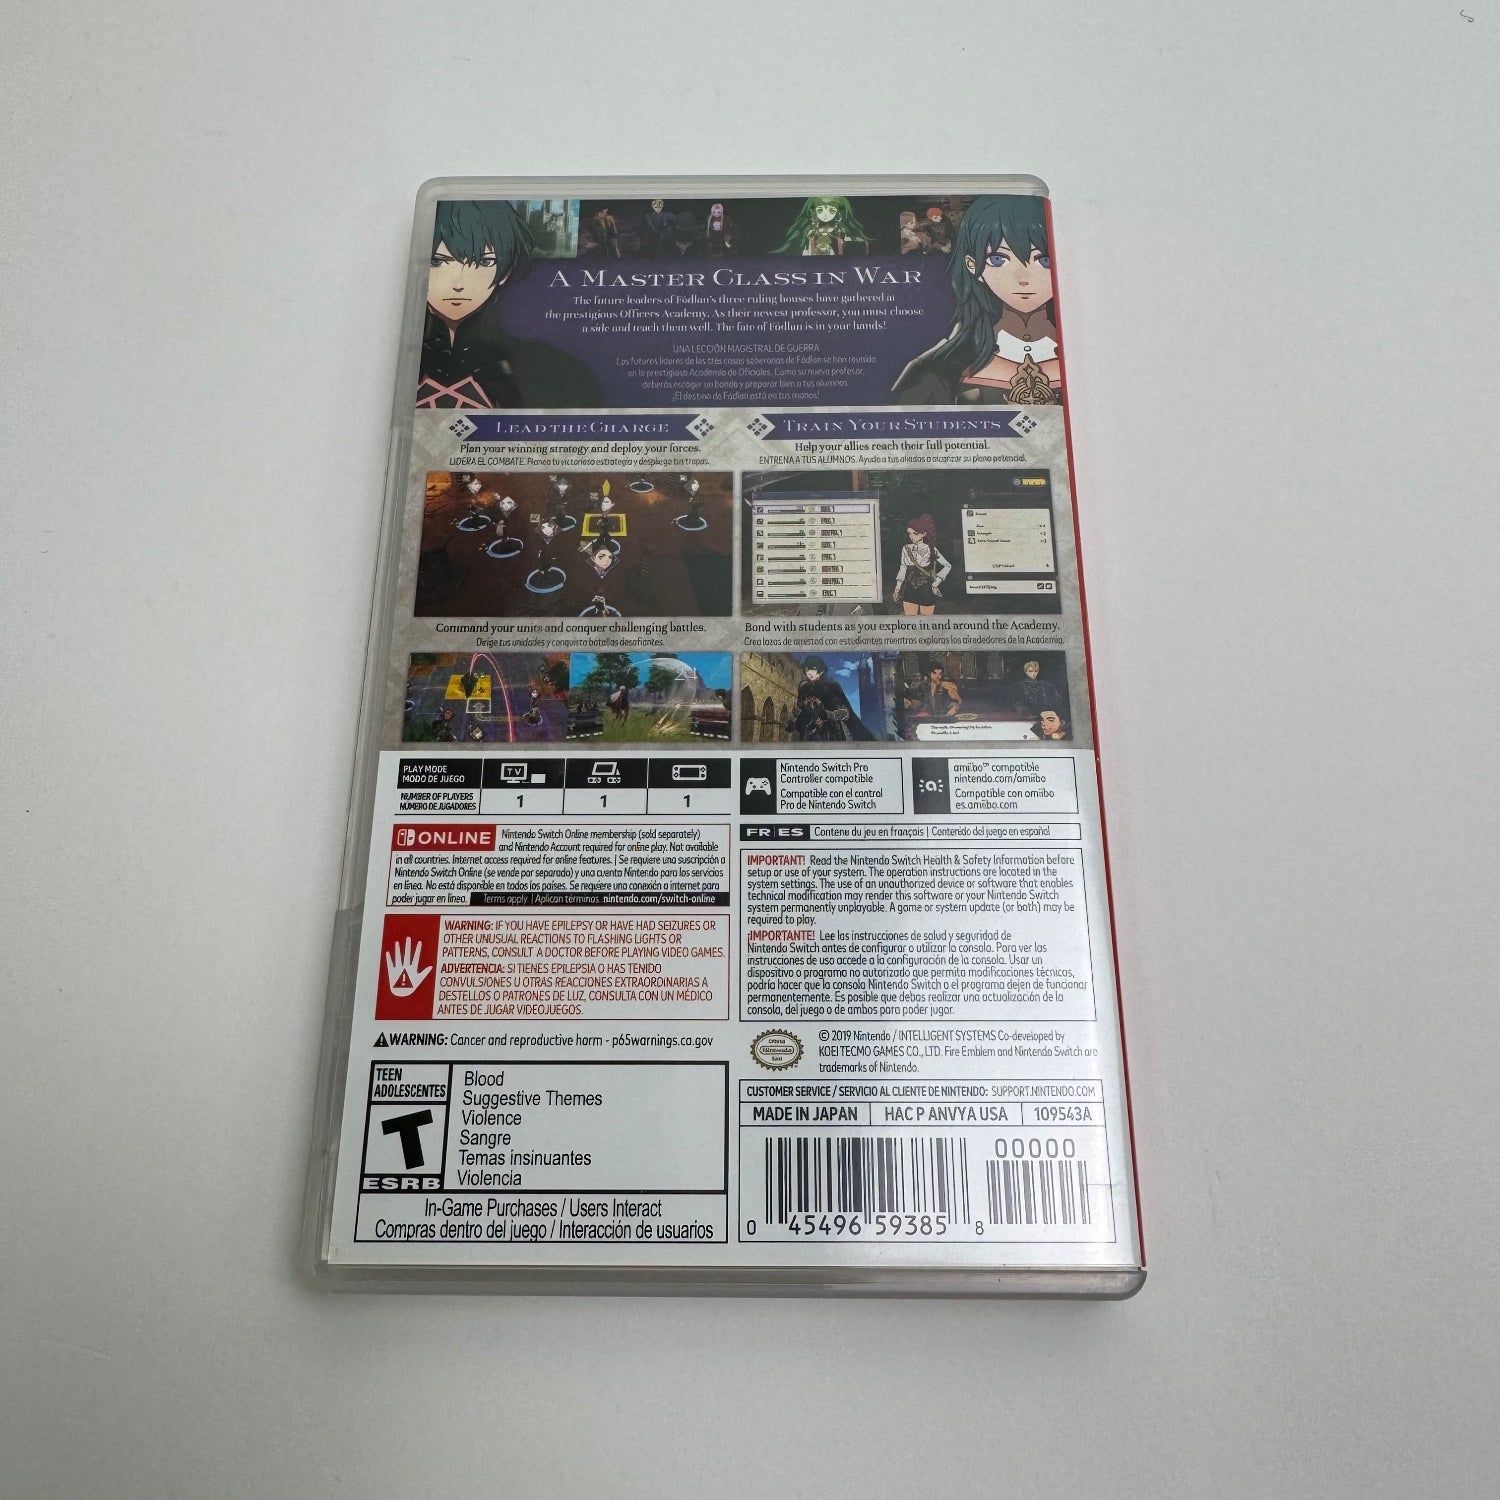 A MASTER CLASS IN WAR
The future leaders of Fódlan's three ruling houses have gathered at
the prestigious Officers Academy. As their newest professor, you must choose
a side and teach them well. The fate of Fódlan is in your hands!
UNA LECCIÓN MAGISTRAL DE GUERRA
Los futuros líderes de las tres casas soberanas de Fódlan se han reunido
en la prestigiosa Academia de Oficiales. Como su nuevo profesor,
deberás escoger un bando y preparar bien a tus alumnos.
¡El destino de Fódlan está en tus manos!
LEAD THE CHARGE
Plan your winning strategy and deploy your forces.
LIDERA EL COMBATE. Planea tu victoriosa estrategia y despliega tus tropas.
TRAIN YOUR STUDENTS
Help your allies reach their full potential.
ENTRENA A TUS ALUMNOS. Ayuda a tus aliados a alcanzar su pleno potencial.
Command your units and conquer challenging battles.
Dirige tus unidades y conquista batallas desafiantes.
Bond with students as you explore in and around the Academy.
Crea lazos de amistad con estudiantes mientras exploras los alrededores de la Academia.
24
PLAY MODE
MODO DE JUEGO
TV
NUMBER OF PLAYERS
NÚMERO DE JUGADORES
1
1
1
Nintendo Switch Pro
Controller compatible
Compatible con el control
Pro de Nintendo Switch
amiibo™ compatible
nintendo.com/amiibo
Compatible con amiibo
es.amiibo.com
ONLINE
Nintendo Switch Online membership (sold separately)
and Nintendo Account required for online play. Not available
in all countries. Internet access required for online features. | Se requiere una suscripción a
Nintendo Switch Online (se vende por separado) y una cuenta Nintendo para los servicios
en línea. No está disponible en todos los países. Se requiere una conexión a internet para
poder jugar en línea. Terms apply | Aplican términos. nintendo.com/switch-online
FR ES Contenu du jeu en français | Contenido del juego en español
WARNING: IF YOU HAVE EPILEPSY OR HAVE HAD SEIZURES OR
OTHER UNUSUAL REACTIONS TO FLASHING LIGHTS OR
PATTERNS, CONSULT A DOCTOR BEFORE PLAYING VIDEO GAMES.
ADVERTENCIA: SI TIENES EPILEPSIA O HAS TENIDO
CONVULSIONES U OTRAS REACCIONES EXTRAORDINARIAS A
DESTELLOS O PATRONES DE LUZ, CONSULTA CON UN MÉDICO
ANTES DE JUGAR VIDEOJUEGOS.
IMPORTANT! Read the Nintendo Switch Health & Safety Information before
setup or use of your system. The operation instructions are located in the
system settings. The use of an unauthorized device or software that enables
technical modification may render this software or your Nintendo Switch
system permanently unplayable. A game or system update (or both) may be
required to play.
¡IMPORTANTE! Lee las instrucciones de salud y seguridad de
Nintendo Switch antes de configurar o utilizar la consola. Para ver las
instrucciones de uso accede a la configuración de la consola. Usar un
dispositivo o programa no autorizado que permita modificaciones técnicas,
podría hacer que la consola Nintendo Switch o el programa dejen de funcionar
permanentemente. Es posible que debas realizar una actualización de la
consola, del juego o de ambos para poder jugar.
WARNING: Cancer and reproductive harm - p65warnings.ca.gov
Official
Nintendo
Seal
© 2019 Nintendo / INTELLIGENT SYSTEMS Co-developed by
KOEI TECMO GAMES CO., LTD. Fire Emblem and Nintendo Switch are
trademarks of Nintendo.
TEEN
ADOLESCENTES
T
ESRB
Blood
Suggestive Themes
Violence
Sangre
Temas insinuantes
Violencia
In-Game Purchases / Users Interact
Compras dentro del juego / Interacción de usuarios
CUSTOMER SERVICE / SERVICIO AL CLIENTE DE NINTENDO: SUPPORT.NINTENDO.COM
MADE IN JAPAN
HAC P ANVYA USA
109543A
00000
0 45496 59385 8